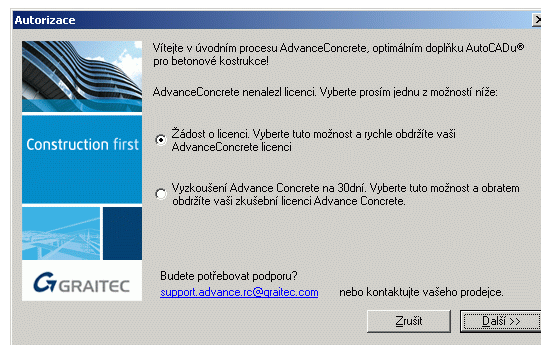 Autorizace
Vítejte v úvodním procesu AdvanceConcrete, optimálním doplňku AutoCADu®
pro betonové kostrukce!
AdvanceConcrete nenalezl licenci. Vyberte prosím jednu z možností níže:
Construction first
Žádost o licenci. Vyberte tuto možnost a rychle obdržíte vaši
AdvanceConcrete licenci
Vyzkoušení Advance Concrete na 30dní. Vyberte tuto možnost a obratem
obdržíte vaši zkušební licenci Advance Concrete.
GRAITEC
Budete potřebovat podporu?
support.advance.rc@graitec.com nebo kontaktujte vašeho prodejce.
Zrušit
Další >>